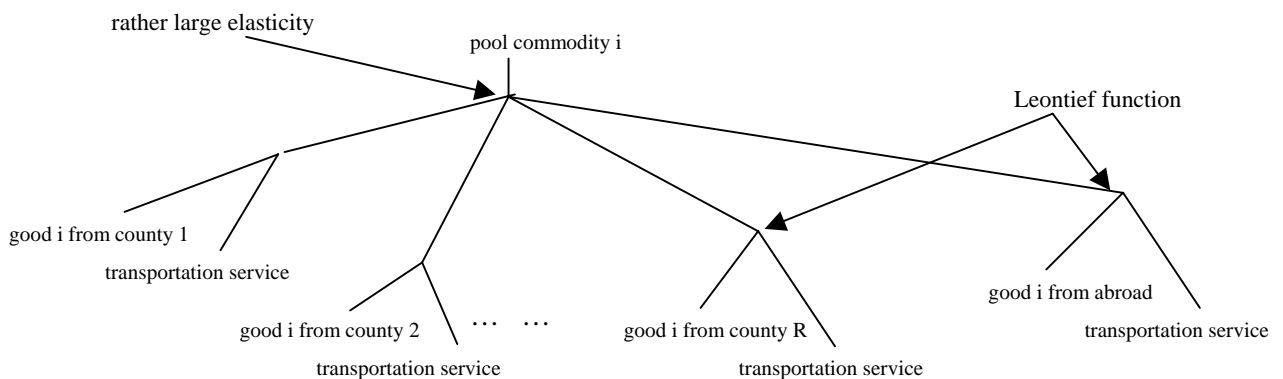 rather large elasticity
pool commodity i
Leontief function
good i from county 1
transportation service
good i from county 2
… …
transportation service
good i from county R
transportation service
good i from abroad
transportation service